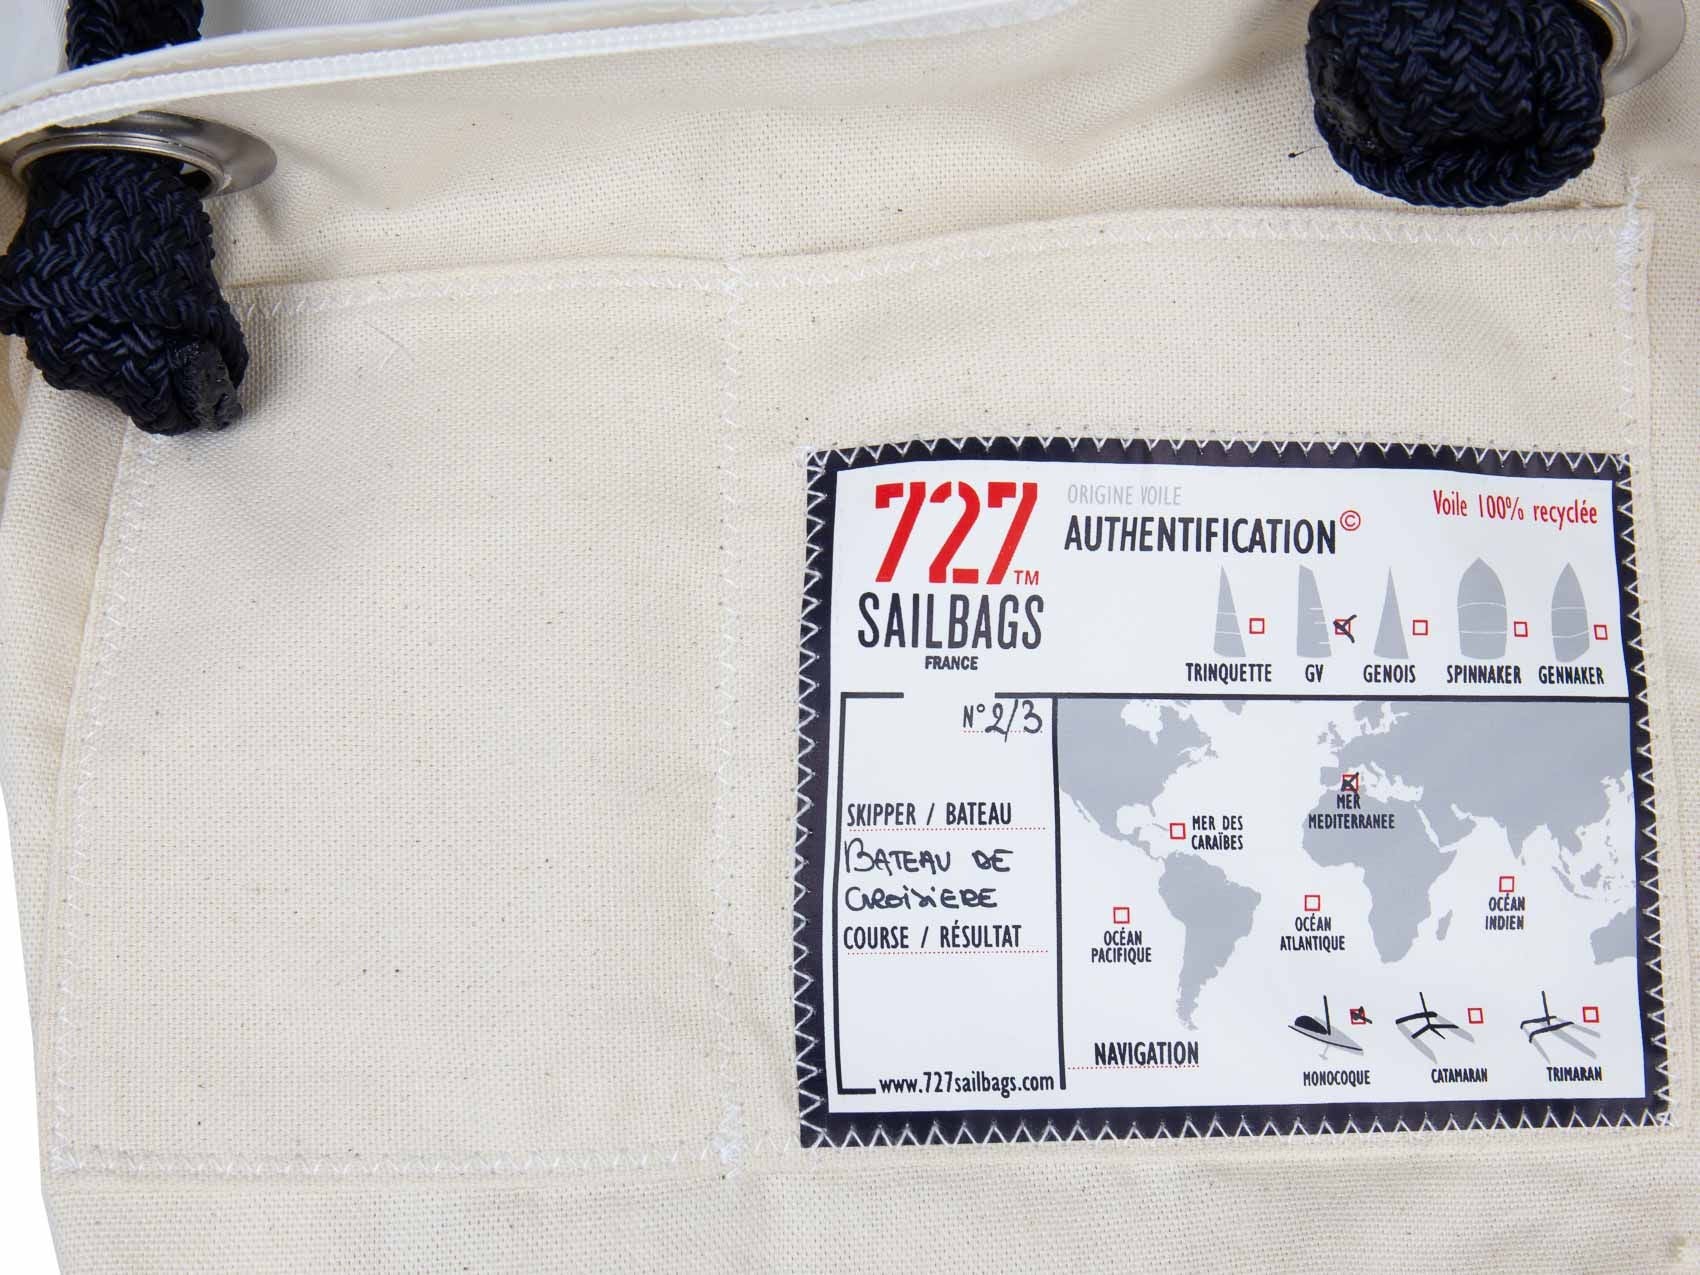 727
TM
SAILBAGS
FRANCE
ORIGINE VOILE
AUTHENTIFICATION©
Voile 100% recyclée
TRINQUETTE GV GENOIS SPINNAKER GENNAKER
N° 2/3
SKIPPER / BATEAU
BATEAU DE
CROISIERE
COURSE / RÉSULTAT
www.727sailbags.com
MER
MEDITERRANEE
MER DES
CARAÏBES
OCÉAN
INDIEN
OCÉAN
ATLANTIQUE
OCÉAN
PACIFIQUE
NAVIGATION
MONOCOQUE CATAMARAN TRIMARAN